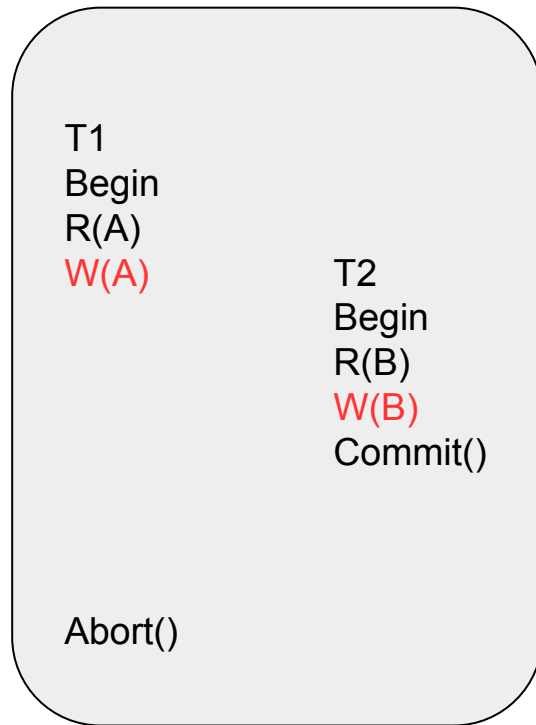 T1
Begin
R(A)
W(A)
T2
Begin
R(B)
W(B)
Commit()
Abort()